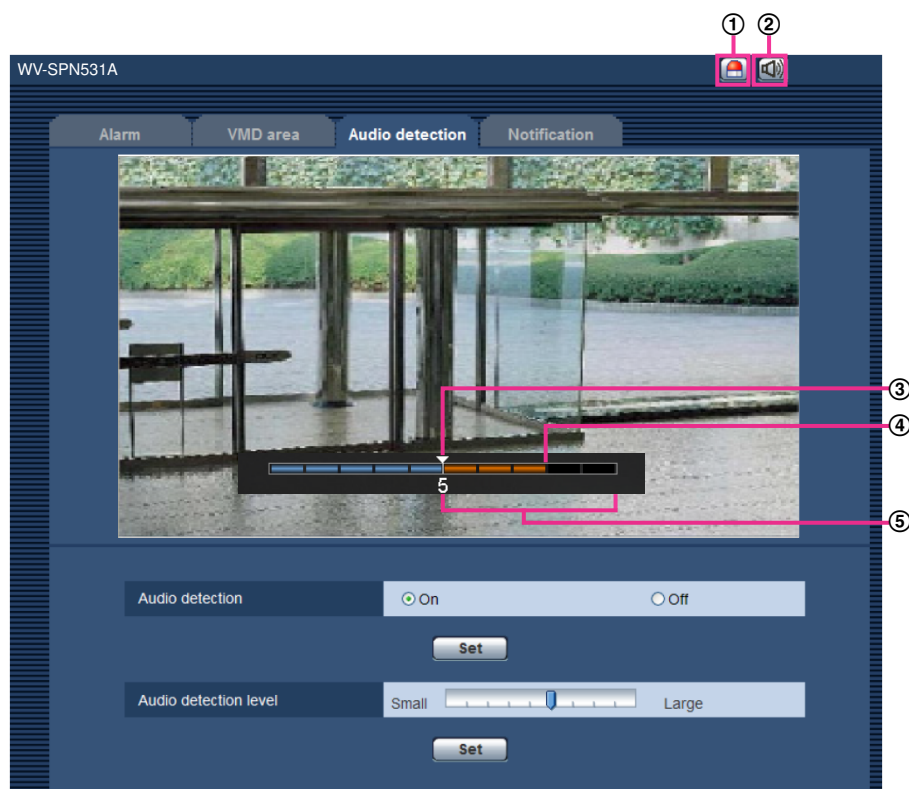 ① ②
WV-SPN531A
Alarm VMD area Audio detection Notification
③
④
5
⑤
Audio detection On Off
Set
Audio detection level Small Large
Set